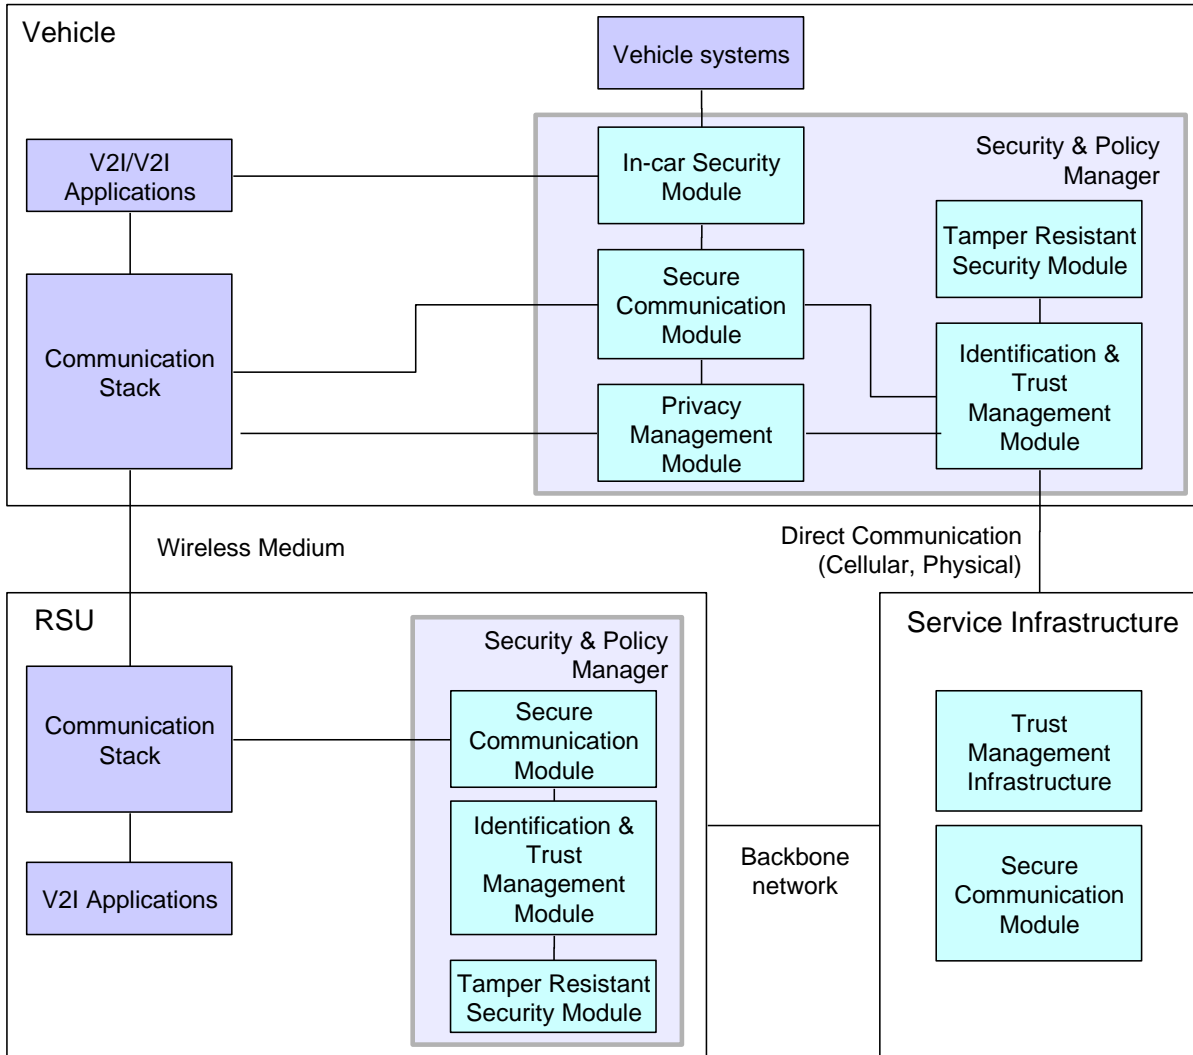 Vehicle
Vehicle systems
V2I/V2I
Applications
In-car Security
Module
Security & Policy
Manager
Tamper Resistant
Security Module
Secure
Communication
Module
Communication
Stack
Identification &
Trust
Management
Module
Privacy
Management
Module
Wireless Medium
Direct Communication
(Cellular, Physical)
RSU
Security & Policy
Manager
Communication
Stack
Secure
Communication
Module
Identification &
Trust
Management
Module
V2I Applications
Tamper Resistant
Security Module
Backbone
network
Service Infrastructure
Trust
Management
Infrastructure
Secure
Communication
Module